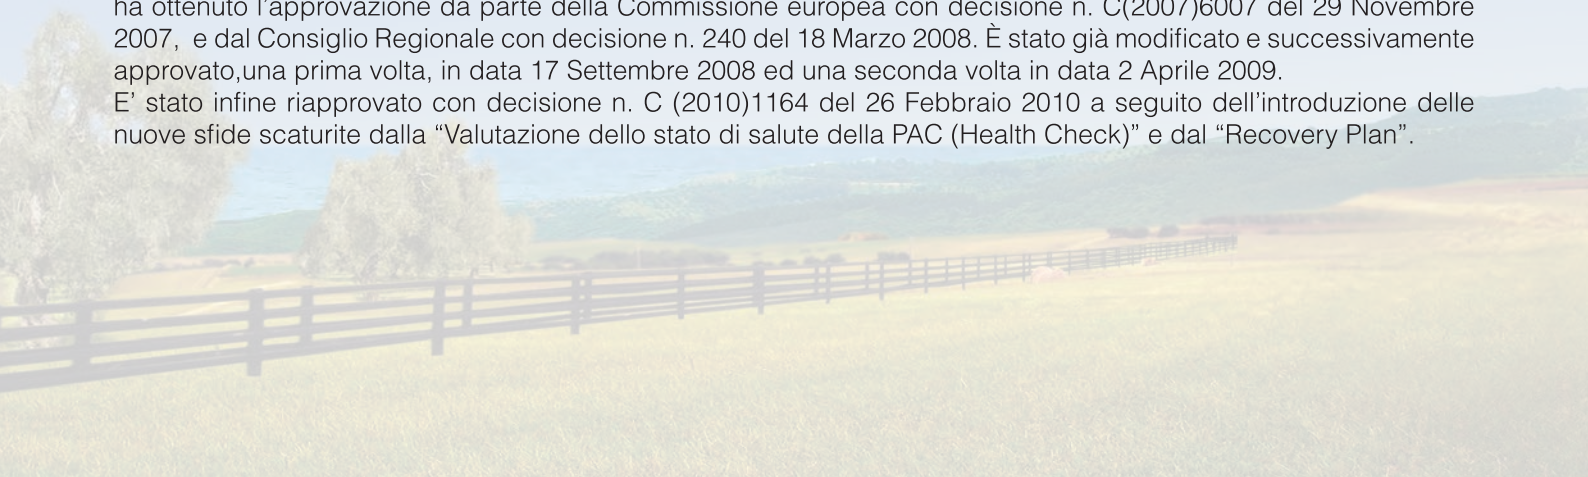 ha ottenuto l’approvazione da parte della Commissione europea con decisione n. C(2007)6007 del 29 Novembre
2007,  e dal Consiglio Regionale con decisione n. 240 del 18 Marzo 2008. È stato già modificato e successivamente
approvato,una prima volta, in data 17 Settembre 2008 ed una seconda volta in data 2 Aprile 2009.
E’ stato infine riapprovato con decisione n. C (2010)1164 del 26 Febbraio 2010 a seguito dell’introduzione delle
nuove sfide scaturite dalla “Valutazione dello stato di salute della PAC (Health Check)” e dal “Recovery Plan”.